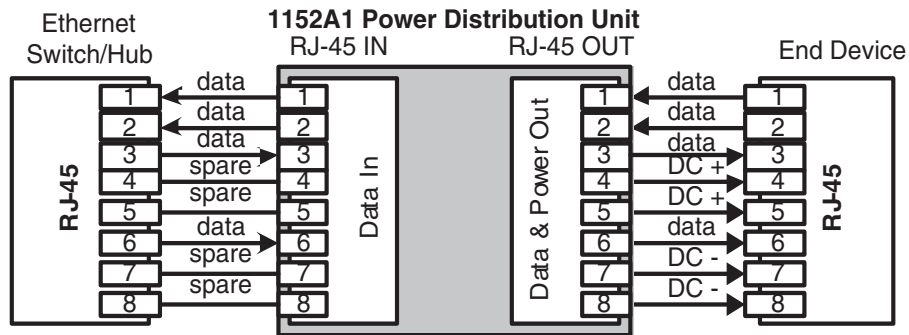 1152A1 Power Distribution Unit
Ethernet
Switch/Hub
RJ-45 IN
RJ-45 OUT
End Device
RJ-45
1
2
3
4
5
6
7
8
data
data
data
spare
spare
data
spare
spare
1
2
3
4
5
6
7
8
Data In
Data & Power Out
1
2
3
4
5
6
7
8
data
data
data
DC +
DC +
data
DC -
DC -
1
2
3
4
5
6
7
8
RJ-45